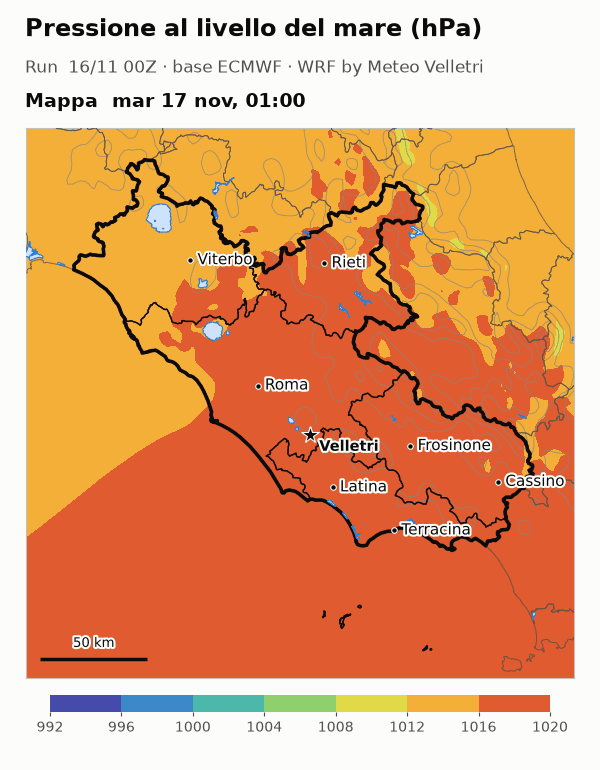 Pressione al livello del mare (hPa)
Run  16/11 00Z · base ECMWF · WRF by Meteo Velletri
Mappa  mar 17 nov, 01:00
Viterbo
Rieti
Roma
Velletri
Frosinone
Latina
Cassino
Terracina
50 km
992 996 1000 1004 1008 1012 1016 1020